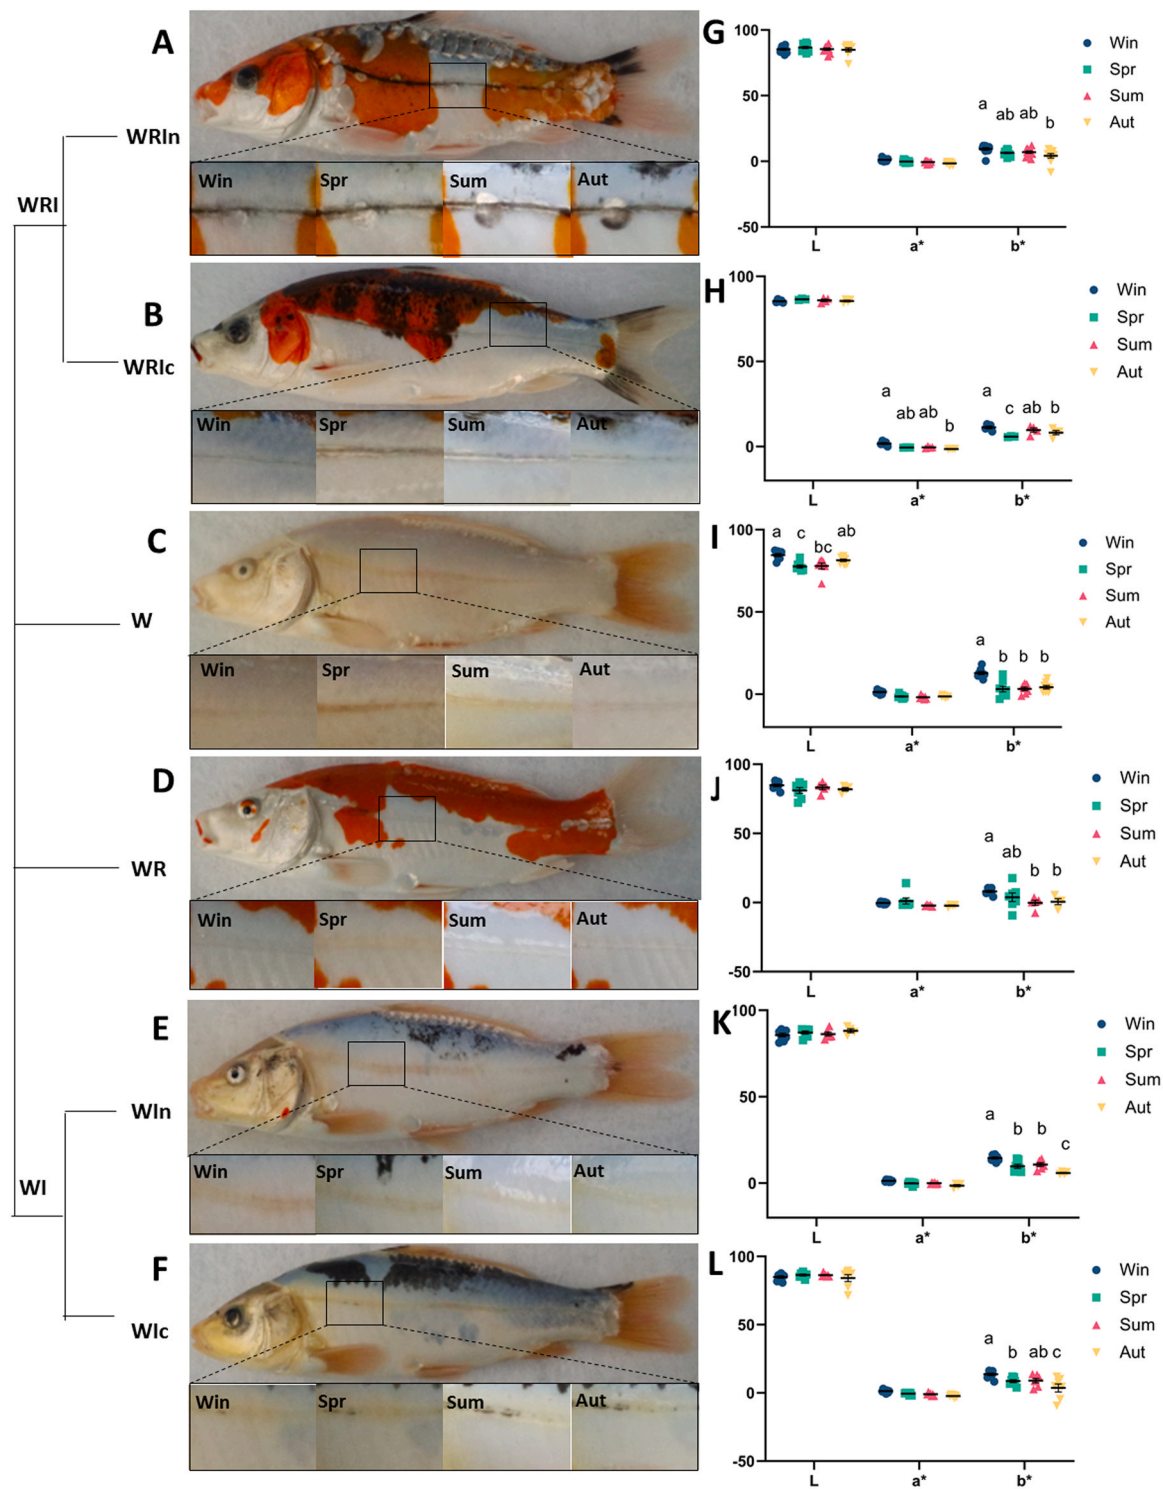 A
WRIn
WRI
Win Spr Sum Aut
B
WRIc
Win Spr Sum Aut
C
W
Win Spr Sum Aut
D
WR
Win Spr Sum Aut
E
WIn
WI
Win Spr Sum Aut
F
WIc
Win Spr Sum Aut
G
100
50
0
-50
a ab ab b
L a* b*
Win
Spr
Sum
Aut
H
100
50
0
a ab ab b
a c ab b
L a* b*
Win
Spr
Sum
Aut
I
100
50
0
a c bc ab
a b b b
L a* b*
Win
Spr
Sum
Aut
J
100
50
0
-50
a ab b b
L a* b*
Win
Spr
Sum
Aut
K
100
50
0
a b b c
L a* b*
Win
Spr
Sum
Aut
L
100
50
0
-50
a b ab c
L a* b*
Win
Spr
Sum
Aut